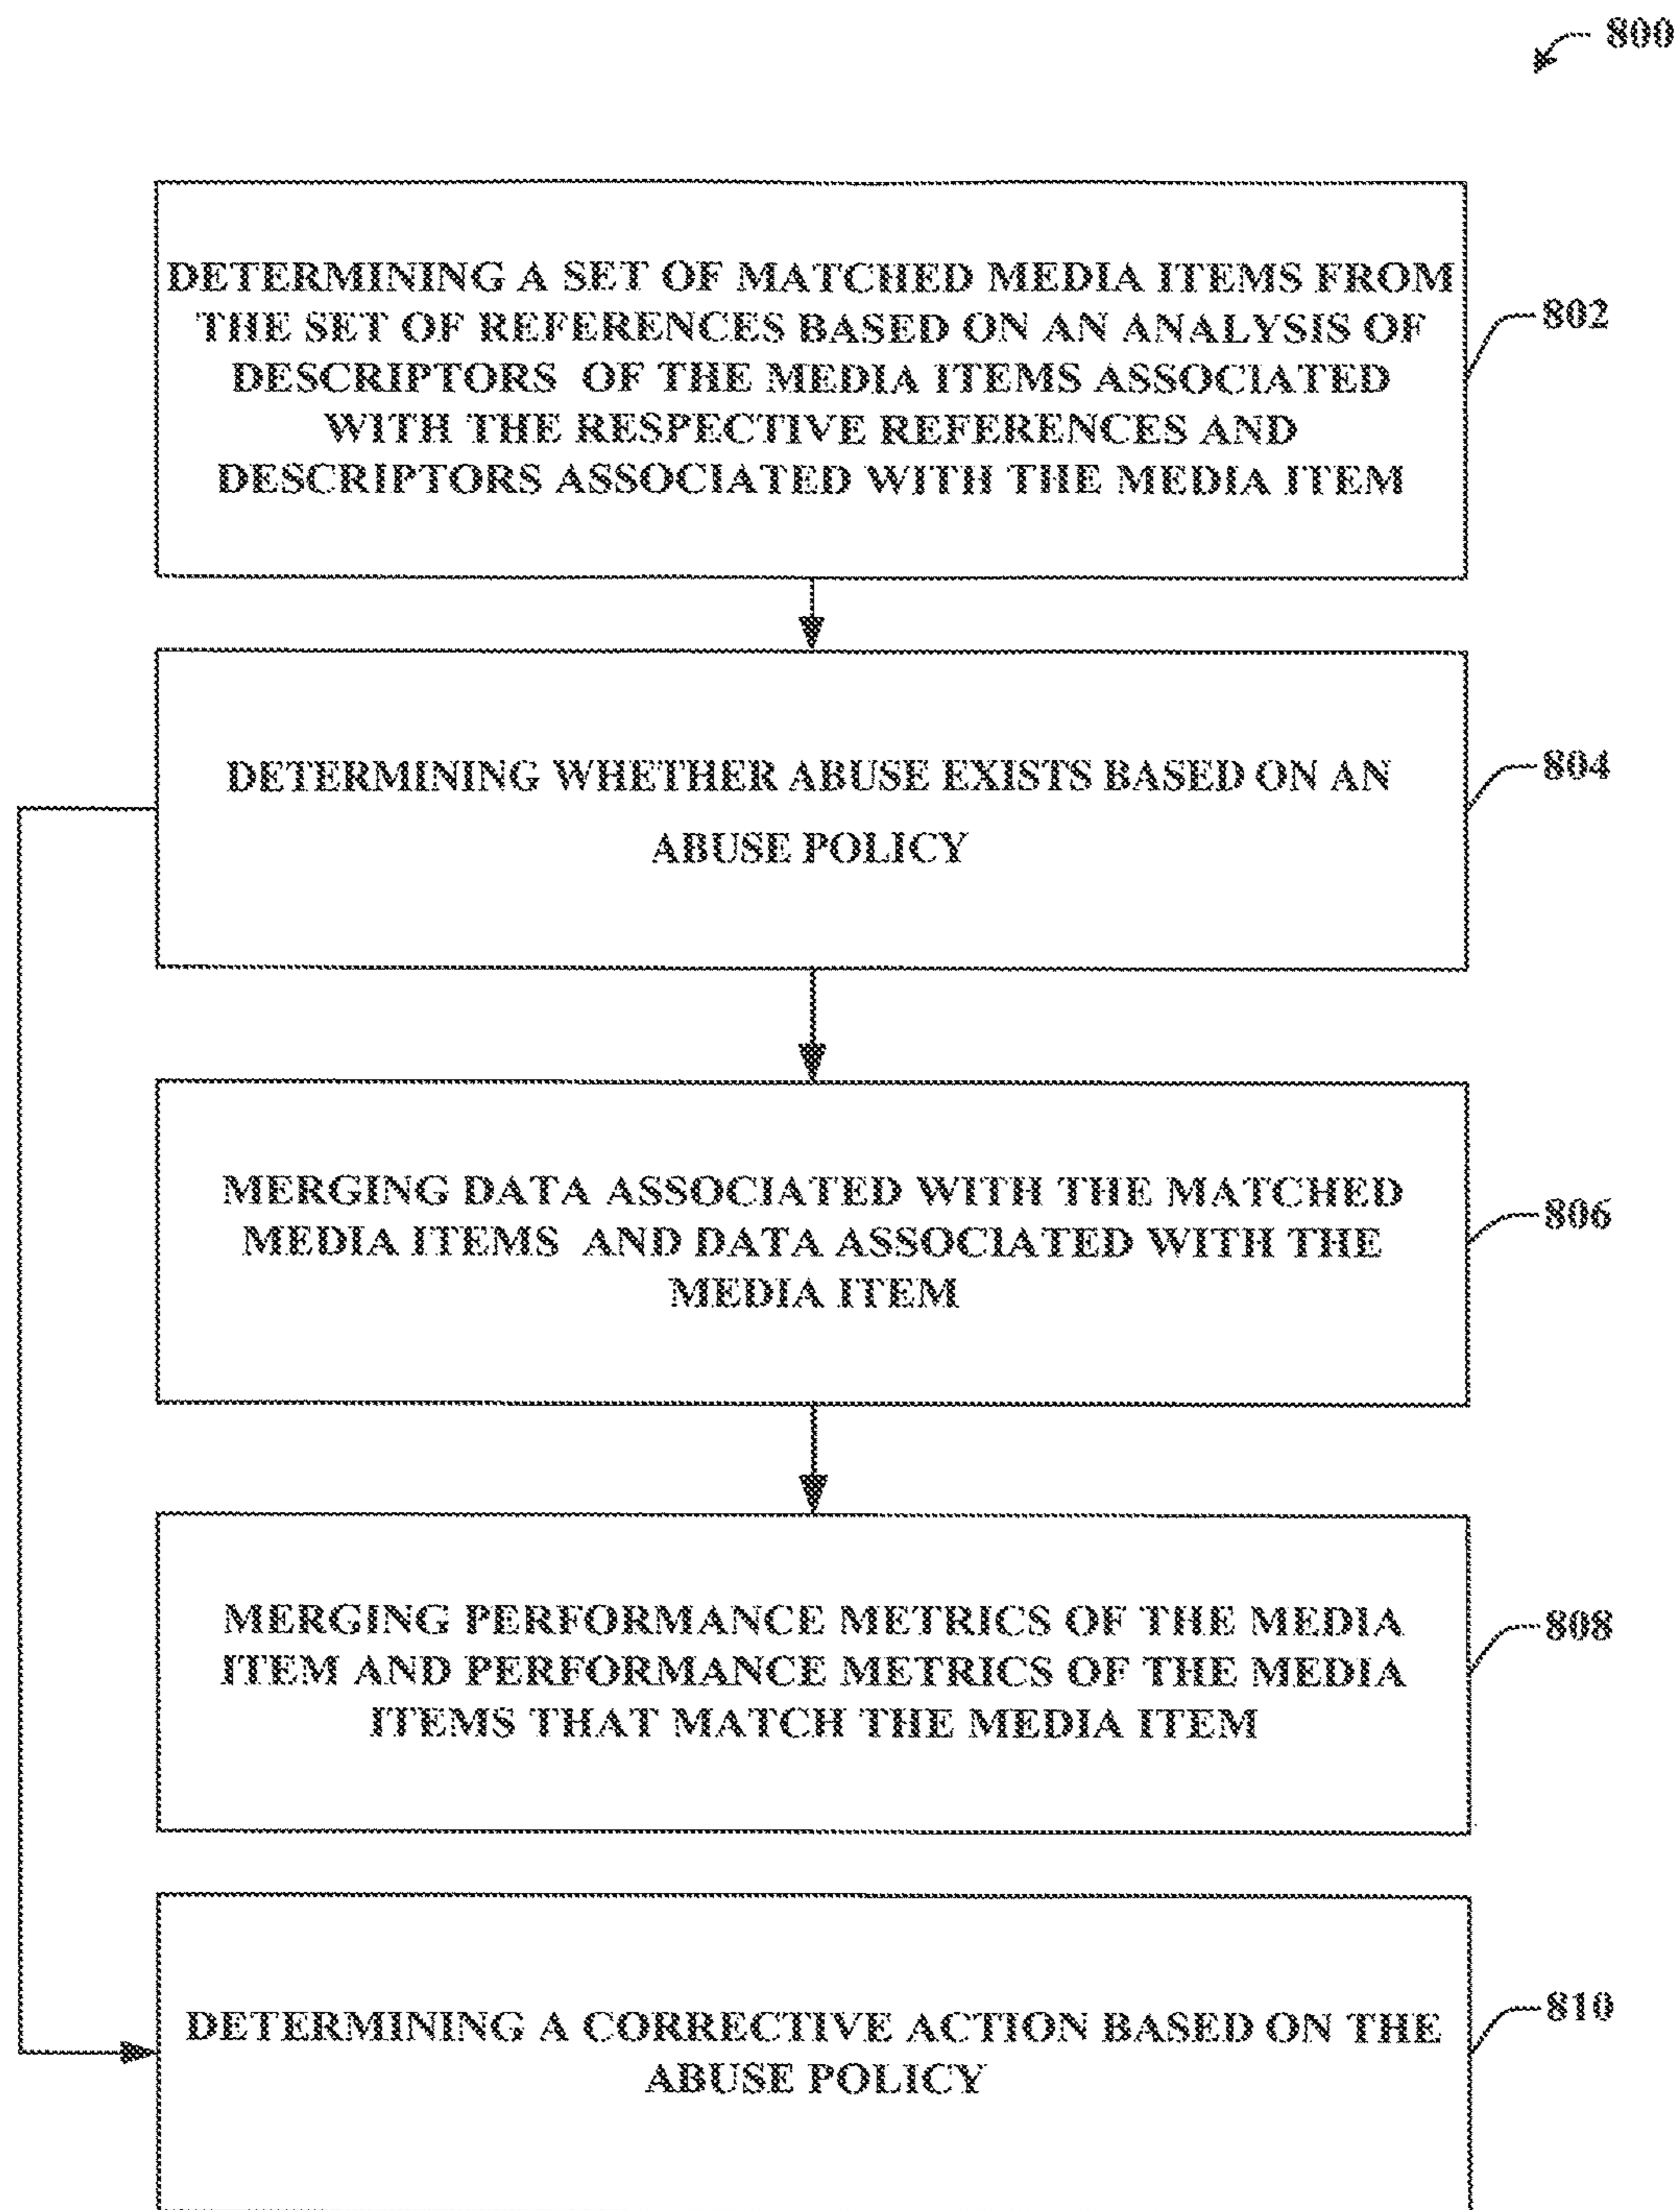 800
DETERMINING A SET OF MATCHED MEDIA ITEMS FROM
THE SET OF REFERENCES BASED ON AN ANALYSIS OF
DESCRIPTORS OF THE MEDIA ITEMS ASSOCIATED
WITH THE RESPECTIVE REFERENCES AND
DESCRIPTORS ASSOCIATED WITH THE MEDIA ITEM
802
DETERMINING WHETHER ABUSE EXISTS BASED ON AN
ABUSE POLICY
804
MERGING DATA ASSOCIATED WITH THE MATCHED
MEDIA ITEMS AND DATA ASSOCIATED WITH THE
MEDIA ITEM
806
MERGING PERFORMANCE METRICS OF THE MEDIA
ITEM AND PERFORMANCE METRICS OF THE MEDIA
ITEMS THAT MATCH THE MEDIA ITEM
808
DETERMINING A CORRECTIVE ACTION BASED ON THE
ABUSE POLICY
810